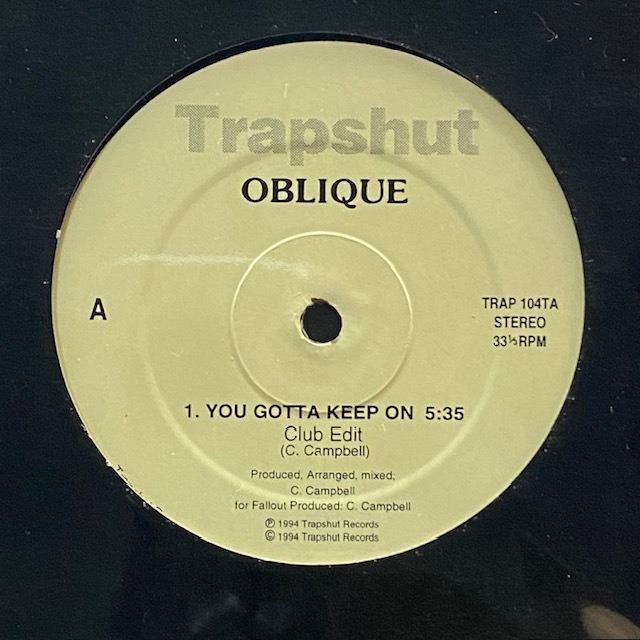 Trapshut
OBLIQUE
A
TRAP 104TA
STEREO
33⅓RPM
1. YOU GOTTA KEEP ON 5:35
Club Edit
(C. Campbell)
Produced, Arranged, mixed;
C. Campbell
for Fallout Produced: C. Campbell
℗ 1994 Trapshut Records
© 1994 Trapshut Records